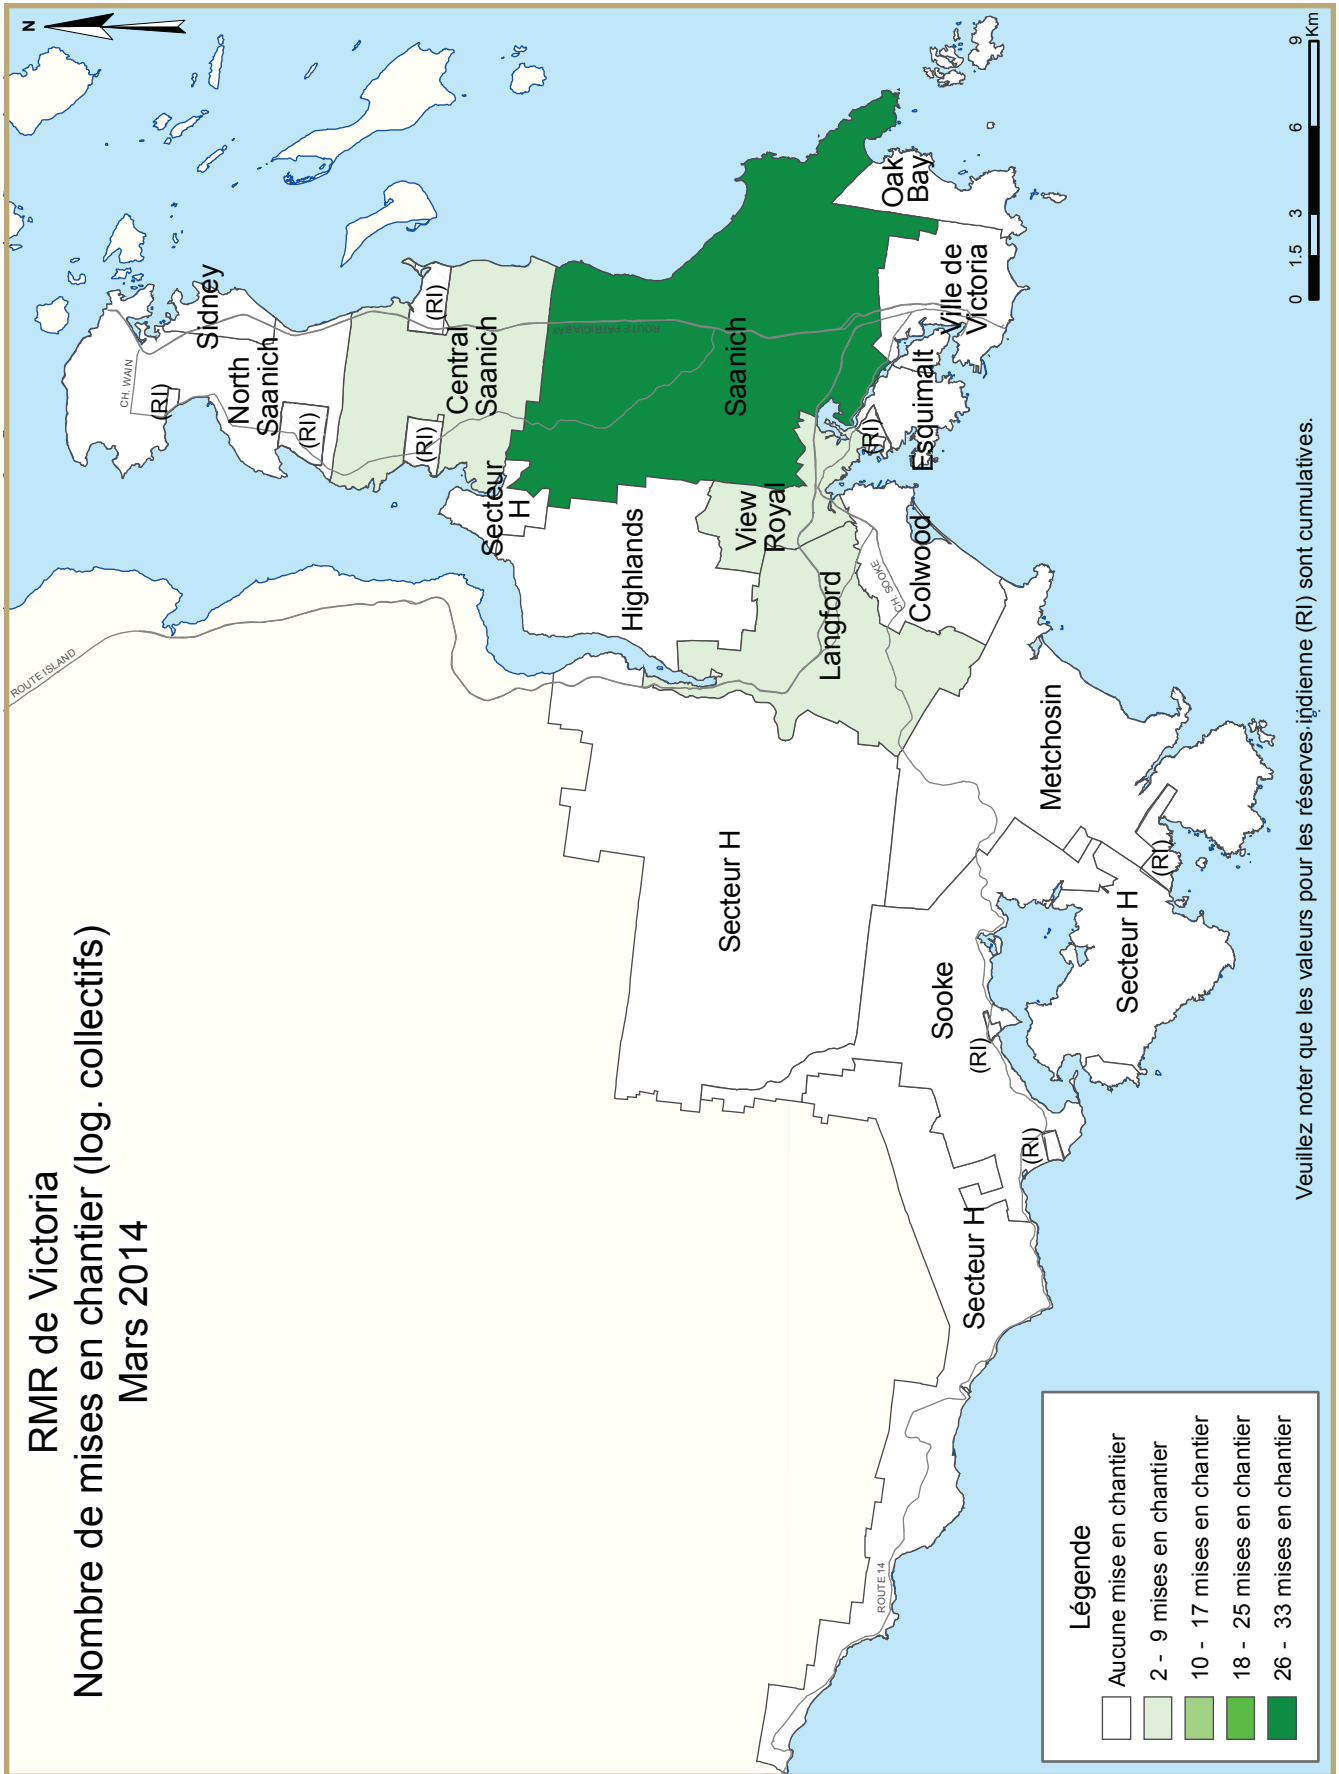 RMR de Victoria
Nombre de mises en chantier (log. collectifs)
Mars 2014
N
ROUTE ISLAND
CH. WAIN
Sidney
(RI)
North
Saanich
(RI)
(RI)
Central
Saanich
(RI)
Secteur
H
ROUTE PATRICIA BAY
Saanich
Highlands
View
Royal
Langford
Oak
Bay
Ville de
Victoria
Esquimalt
(RI)
CH. SOOKE
Colwood
Metchosin
Secteur H
Sooke
(RI)
(RI)
Secteur H
(RI)
Secteur H
ROUTE 14
Légende
Aucune mise en chantier
2 - 9 mises en chantier
10 - 17 mises en chantier
18 - 25 mises en chantier
26 - 33 mises en chantier
0 1.5 3 6 9
Km
Veuillez noter que les valeurs pour les réserves indienne (RI) sont cumulatives.